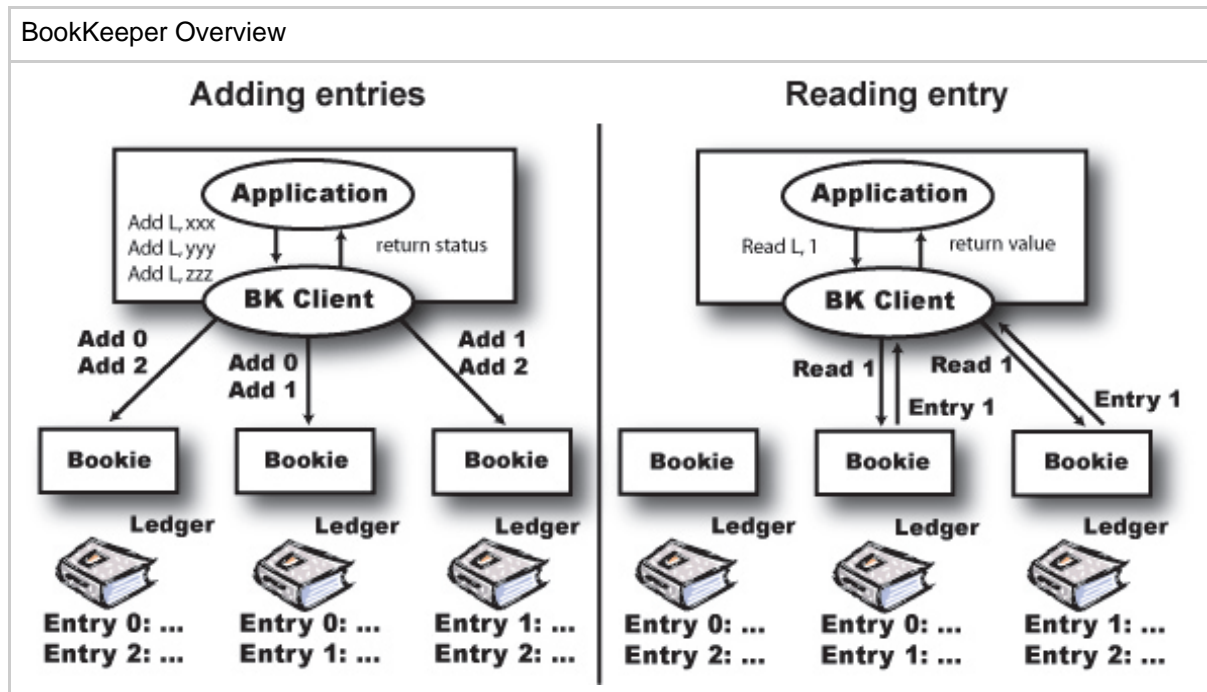 BookKeeper Overview
Adding entries
Application
Add L, xxx
Add L, yyy
Add L, zzz
return status
BK Client
Add 0
Add 2
Add 0
Add 1
Add 1
Add 2
Bookie
Bookie
Bookie
Ledger
Ledger
Ledger
Entry 0: ...
Entry 2: ...
Entry 0: ...
Entry 1: ...
Entry 1: ...
Entry 2: ...
Reading entry
Application
Read L, 1
return value
BK Client
Read 1
Entry 1
Read 1
Entry 1
Bookie
Bookie
Bookie
Ledger
Ledger
Ledger
Entry 0: ...
Entry 2: ...
Entry 0: ...
Entry 1: ...
Entry 1: ...
Entry 2: ...